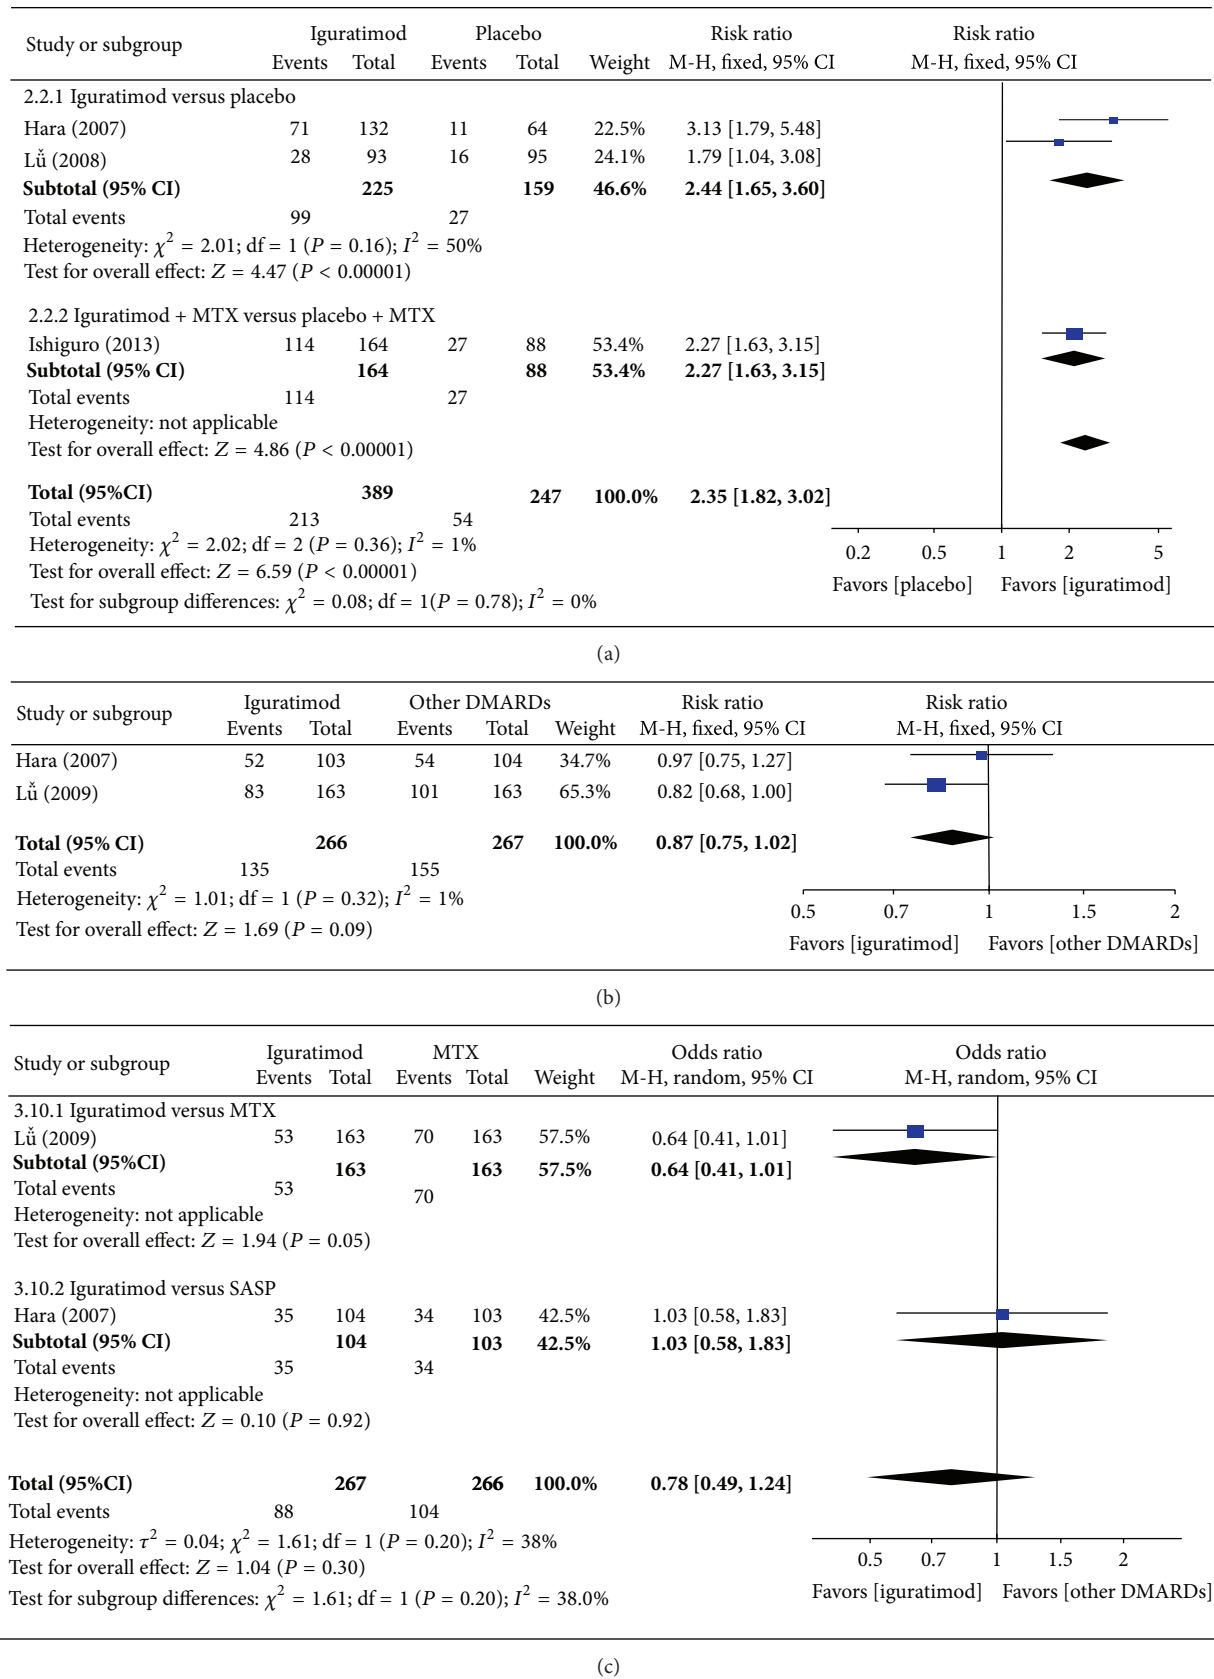 Study or subgroup Iguratimod Placebo Risk ratio Risk ratio
Events Total Events Total Weight M-H, fixed, 95% CI M-H, fixed, 95% CI
2.2.1 Iguratimod versus placebo
Hara (2007) 71 132 11 64 22.5% 3.13 [1.79, 5.48]
Lǚ (2008) 28 93 16 95 24.1% 1.79 [1.04, 3.08]
Subtotal (95% CI) 225 159 46.6% 2.44 [1.65, 3.60]
Total events 99 27
Heterogeneity: χ² = 2.01; df = 1 (P = 0.16); I² = 50%
Test for overall effect: Z = 4.47 (P < 0.00001)
2.2.2 Iguratimod + MTX versus placebo + MTX
Ishiguro (2013) 114 164 27 88 53.4% 2.27 [1.63, 3.15]
Subtotal (95% CI) 164 88 53.4% 2.27 [1.63, 3.15]
Total events 114 27
Heterogeneity: not applicable
Test for overall effect: Z = 4.86 (P < 0.00001)
Total (95%CI) 389 247 100.0% 2.35 [1.82, 3.02]
Total events 213 54
Heterogeneity: χ² = 2.02; df = 2 (P = 0.36); I² = 1%
Test for overall effect: Z = 6.59 (P < 0.00001)
Test for subgroup differences: χ² = 0.08; df = 1(P = 0.78); I² = 0%
0.2 0.5 1 2 5
Favors [placebo] Favors [iguratimod]
(a)
Study or subgroup Iguratimod Other DMARDs Risk ratio Risk ratio
Events Total Events Total Weight M-H, fixed, 95% CI M-H, fixed, 95% CI
Hara (2007) 52 103 54 104 34.7% 0.97 [0.75, 1.27]
Lǚ (2009) 83 163 101 163 65.3% 0.82 [0.68, 1.00]
Total (95% CI) 266 267 100.0% 0.87 [0.75, 1.02]
Total events 135 155
Heterogeneity: χ² = 1.01; df = 1 (P = 0.32); I² = 1%
Test for overall effect: Z = 1.69 (P = 0.09)
0.5 0.7 1 1.5 2
Favors [iguratimod] Favors [other DMARDs]
(b)
Study or subgroup Iguratimod MTX Odds ratio Odds ratio
Events Total Events Total Weight M-H, random, 95% CI M-H, random, 95% CI
3.10.1 Iguratimod versus MTX
Lǚ (2009) 53 163 70 163 57.5% 0.64 [0.41, 1.01]
Subtotal (95%CI) 163 163 57.5% 0.64 [0.41, 1.01]
Total events 53 70
Heterogeneity: not applicable
Test for overall effect: Z = 1.94 (P = 0.05)
3.10.2 Iguratimod versus SASP
Hara (2007) 35 104 34 103 42.5% 1.03 [0.58, 1.83]
Subtotal (95% CI) 104 103 42.5% 1.03 [0.58, 1.83]
Total events 35 34
Heterogeneity: not applicable
Test for overall effect: Z = 0.10 (P = 0.92)
Total (95%CI) 267 266 100.0% 0.78 [0.49, 1.24]
Total events 88 104
Heterogeneity: τ² = 0.04; χ² = 1.61; df = 1 (P = 0.20); I² = 38%
Test for overall effect: Z = 1.04 (P = 0.30)
Test for subgroup differences: χ² = 1.61; df = 1 (P = 0.20); I² = 38.0%
0.5 0.7 1 1.5 2
Favors [iguratimod] Favors [other DMARDs]
(c)